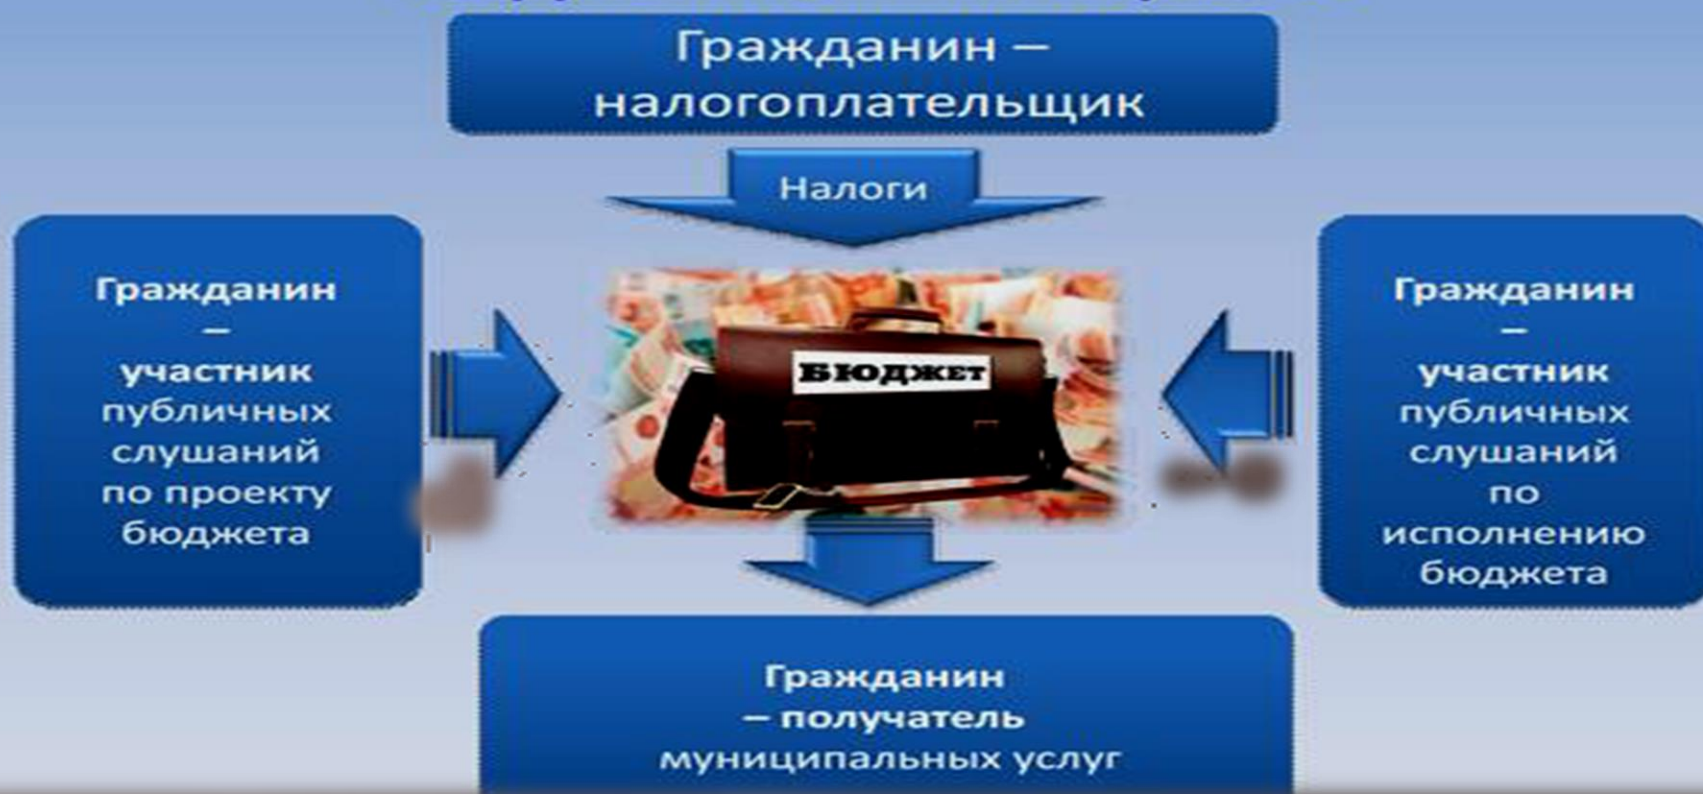 Гражданин –
налогоплательщик
Налоги
Гражданин
–
участник
публичных
слушаний
по проекту
бюджета
БЮДЖЕТ
Гражданин
–
участник
публичных
слушаний
по
исполнению
бюджета
Гражданин
– получатель
муниципальных услуг